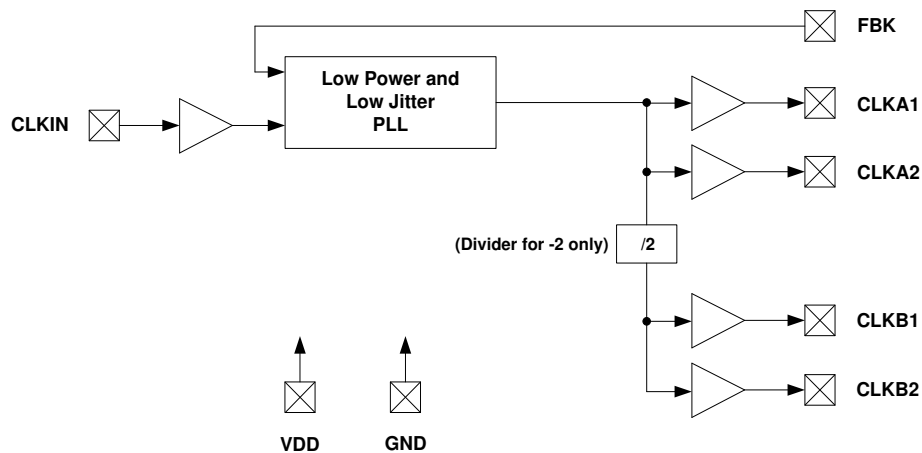 FBK
Low Power and
Low Jitter
PLL
CLKIN
CLKA1
CLKA2
(Divider for -2 only)
/2
CLKB1
CLKB2
VDD
GND